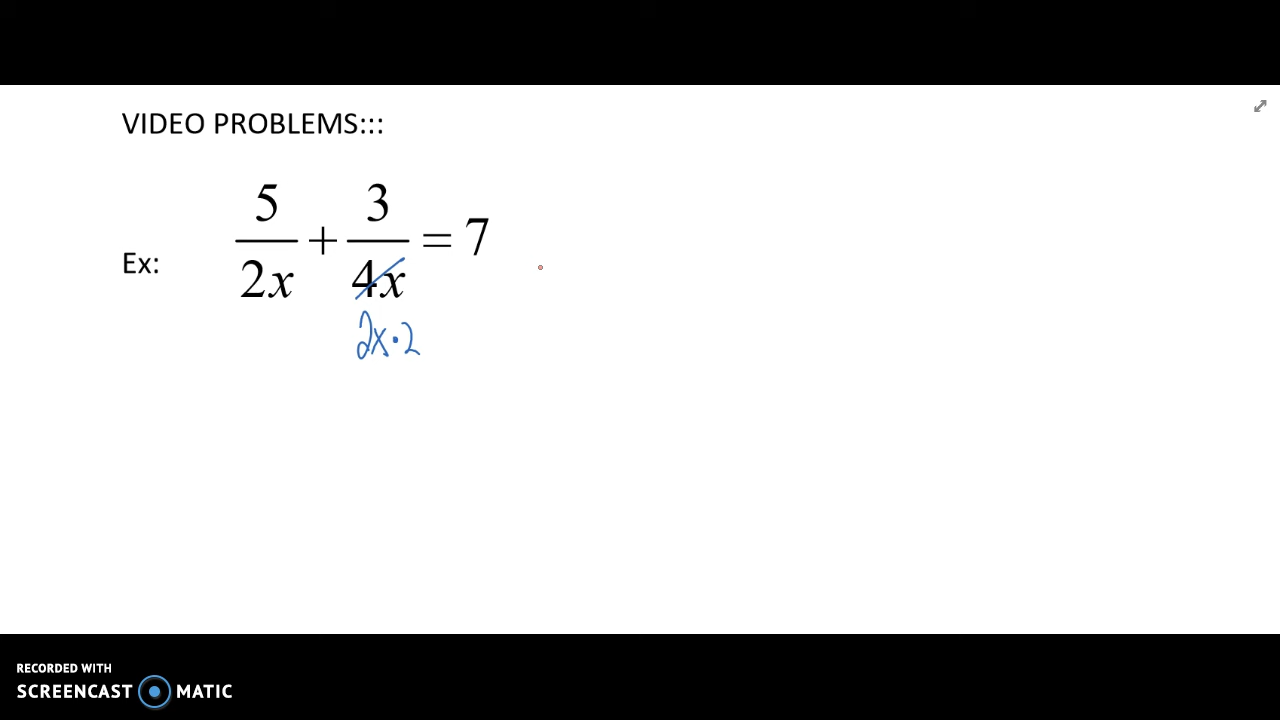 VIDEO PROBLEMS:::
Ex: 5/2x + 3/4x = 7
2x·2
RECORDED WITH
SCREENCAST MATIC